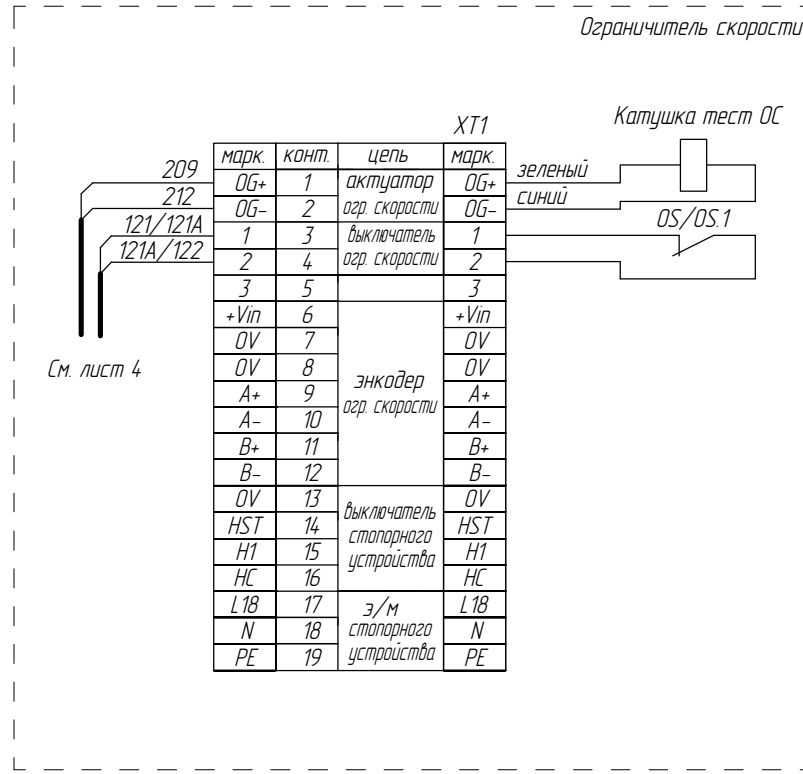 Ограничитель скорости
Катушка тест ОС
XT1
марк. конт. цепь марк.
209 OG+ 1 актуатор OG+ зеленый
212 OG- 2 огр. скорости OG- синий
OS/OS.1
121/121A 1 3 выключатель 1
121A/122 2 4 огр. скорости 2
3 5 3
+Vin 6 +Vin
0V 7 0V
См. лист 4
0V 8 0V
A+ 9 энкодер A+
A- 10 огр. скорости A-
B+ 11 B+
B- 12 B-
0V 13 выключатель 0V
HST 14 стопорного HST
H1 15 устройства H1
HC 16 HC
L18 17 э/м L18
N 18 стопорного N
PE 19 устройства PE